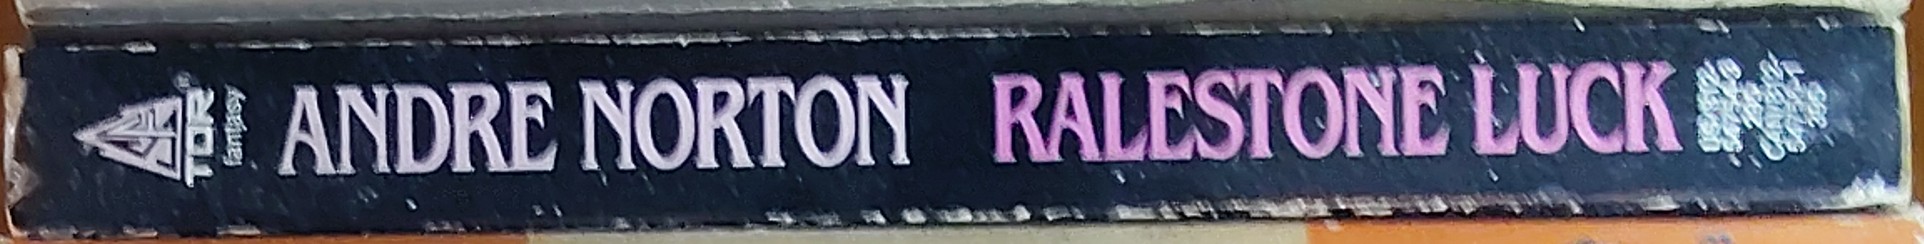 TOR®
fantasy
ANDRE NORTON
RALESTONE LUCK